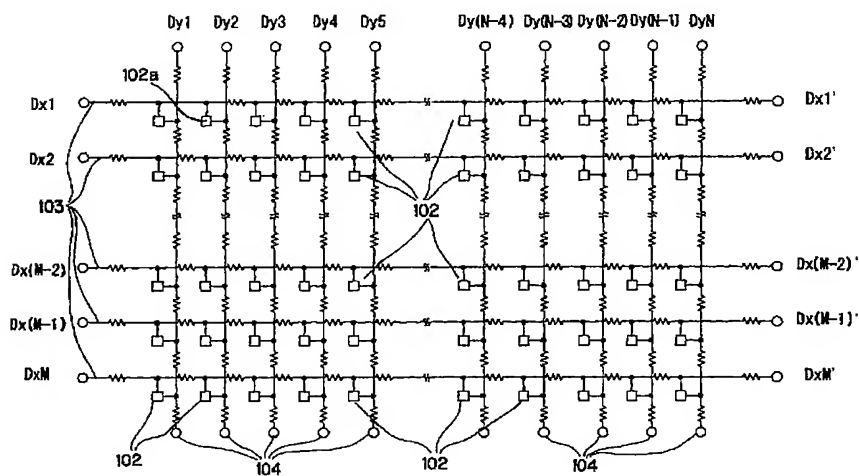 Dy1 Dy2 Dy3 Dy4 Dy5 Dy(N-4) Dy(N-3) Dy(N-2) Dy(N-1) DyN
102a
Dx1 Dx1'
Dx2 Dx2'
103 102
Dx(M-2) Dx(M-2)'
Dx(M-1) Dx(M-1)'
DxM DxM'
102 104 102 104